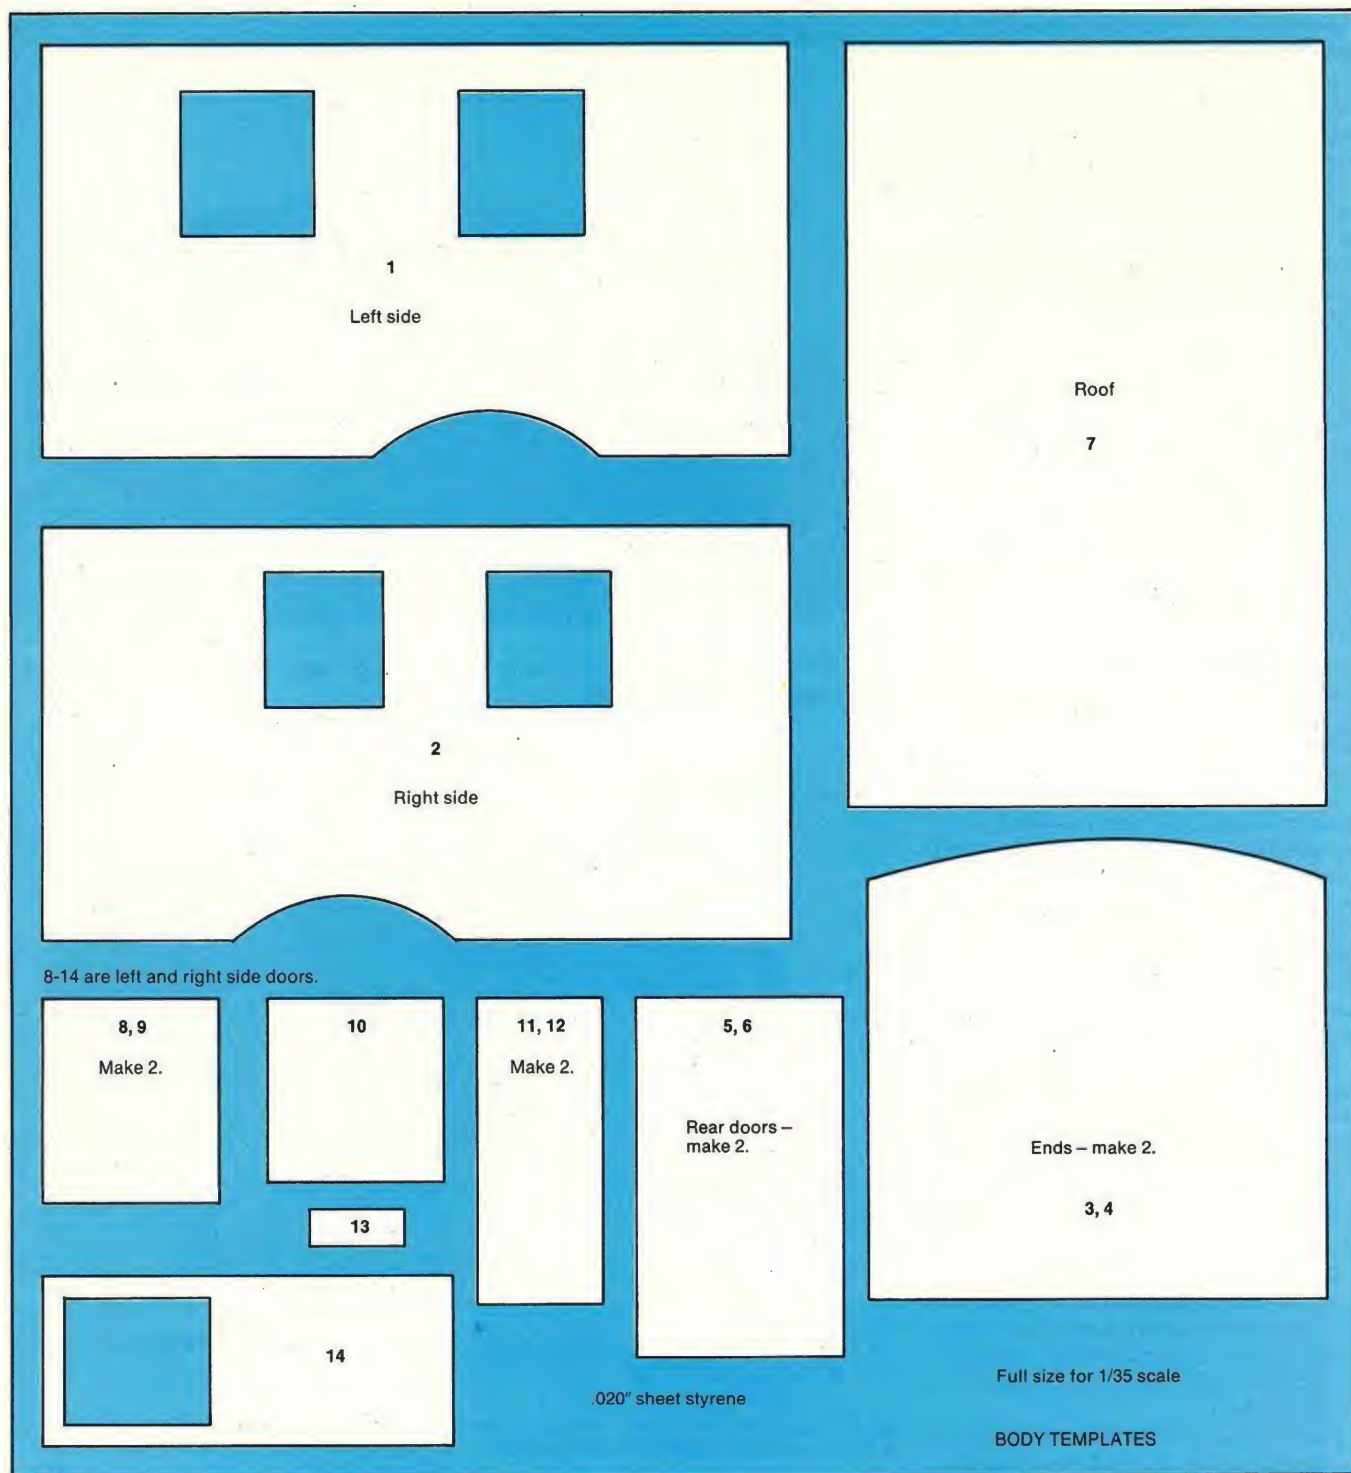 1
Left side
Roof
7
2
Right side
8-14 are left and right side doors.
8, 9
Make 2.
10
11, 12
Make 2.
5, 6
Rear doors –
make 2.
Ends – make 2.
3, 4
13
14
.020" sheet styrene
Full size for 1/35 scale
BODY TEMPLATES